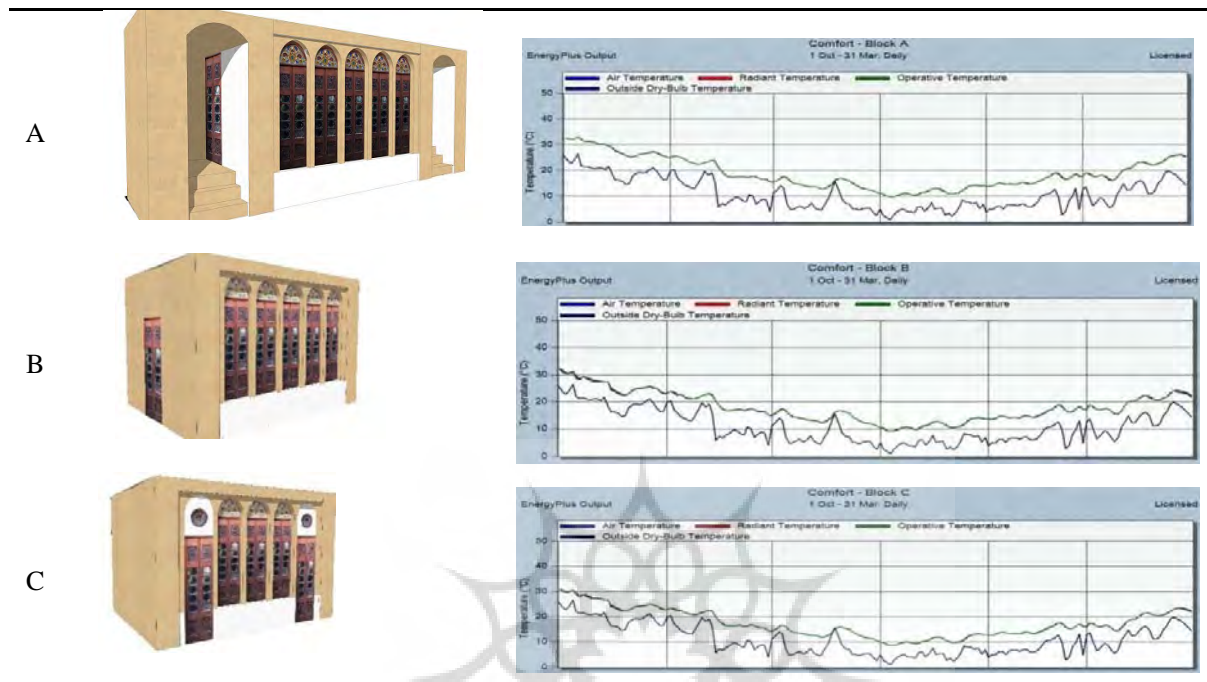 A
Comfort - Block A
EnergyPlus Output 1 Oct - 31 Mar, Daily Licensed
Air Temperature Radiant Temperature Operative Temperature
Outside Dry-Bulb Temperature
Temperature (°C)
50
40
30
20
10
0
B
Comfort - Block B
EnergyPlus Output 1 Oct - 31 Mar, Daily Licensed
Air Temperature Radiant Temperature Operative Temperature
Outside Dry-Bulb Temperature
Temperature (°C)
50
40
30
20
10
0
C
Comfort - Block C
EnergyPlus Output 1 Oct - 31 Mar, Daily Licensed
Air Temperature Radiant Temperature Operative Temperature
Outside Dry-Bulb Temperature
Temperature (°C)
50
40
30
20
10
0